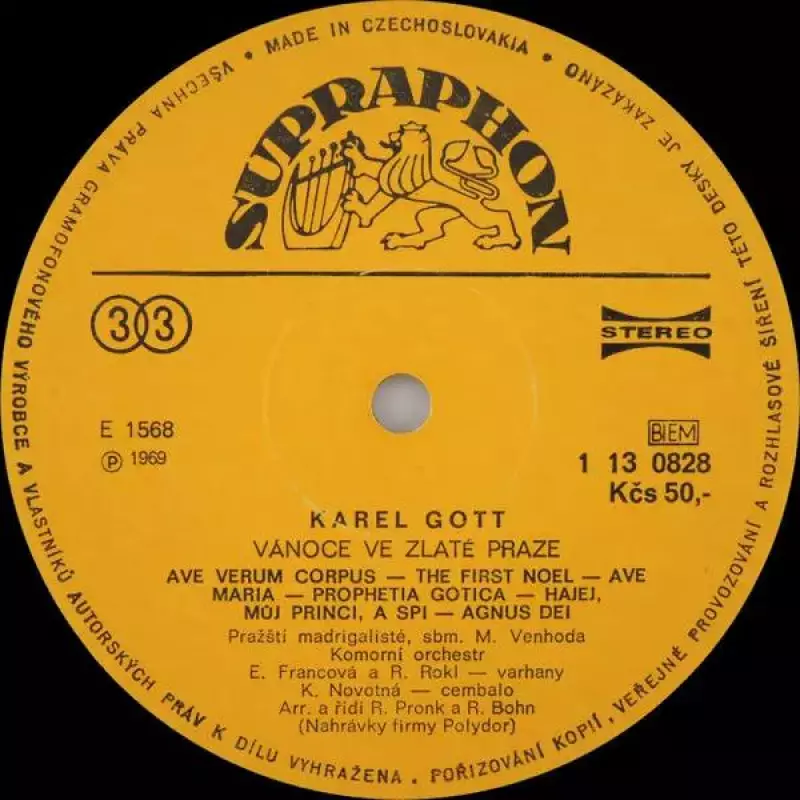 • MADE IN CZECHOSLOVAKIA •
VŠECHNA PRÁVA GRAMOFONOVÉHO VÝROBCE A VLASTNÍKŮ AUTORSKÝCH PRÁV K DÍLU VYHRAŽENA. POŘIZOVÁNÍ KOPIÍ, VEŘEJNÉ PROVOZOVÁNÍ A ROZHLASOVÉ ŠÍŘENÍ TÉTO DESKY JE ZAKÁZÁNO
SUPRAPHON
33
STEREO
E 1568
BIEM
Ⓟ 1969
1 13 0828
Kčs 50,-
KAREL GOTT
VÁNOCE VE ZLATÉ PRAZE
AVE VERUM CORPUS — THE FIRST NOEL — AVE
MARIA — PROPHETIA GOTICA — HAJEJ,
MŮJ PRINCI, A SPI — AGNUS DEI
Pražští madrigalisté, sbm. M. Venhoda
Komorní orchestr
E. Francová a R. Rokl — varhany
K. Novotná — cembalo
Arr. a řídí R. Pronk a R. Bohn
(Nahrávky firmy Polydor)